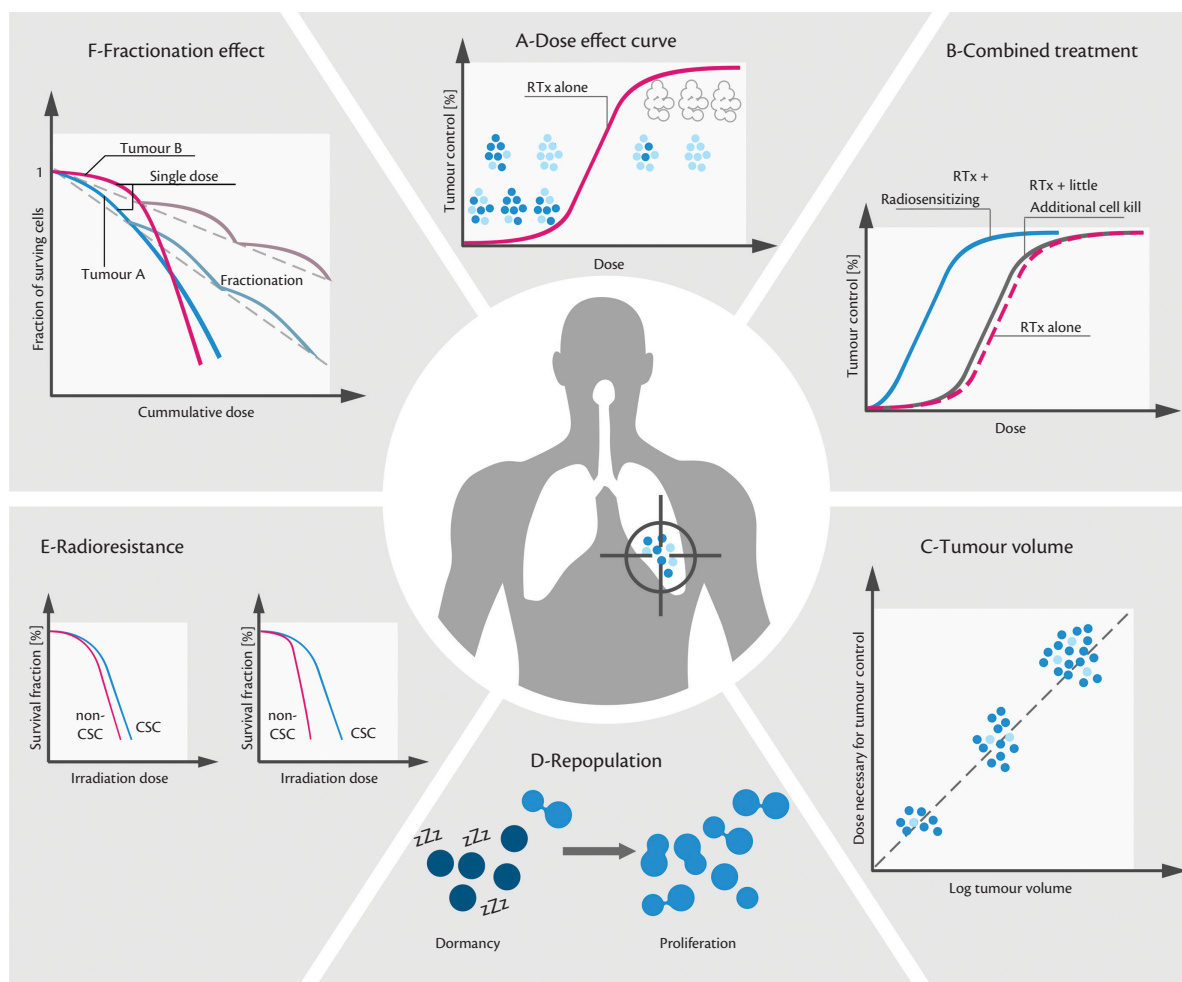 F-Fractionation effect
Tumour B
Single dose
1
Tumour A
Fractionation
Fraction of surving cells
Cummulative dose
A-Dose effect curve
RTx alone
Tumour control [%]
Dose
B-Combined treatment
RTx +
Radiosensitizing
RTx + little
Additional cell kill
RTx alone
Tumour control [%]
Dose
E-Radioresistance
Survival fraction [%]
non-
CSC
CSC
Irradiation dose
Survival fraction [%]
non-
CSC
CSC
Irradiation dose
D-Repopulation
zZz
zZz
zZz
Dormancy
Proliferation
C-Tumour volume
Dose necessary for tumour control
Log tumour volume